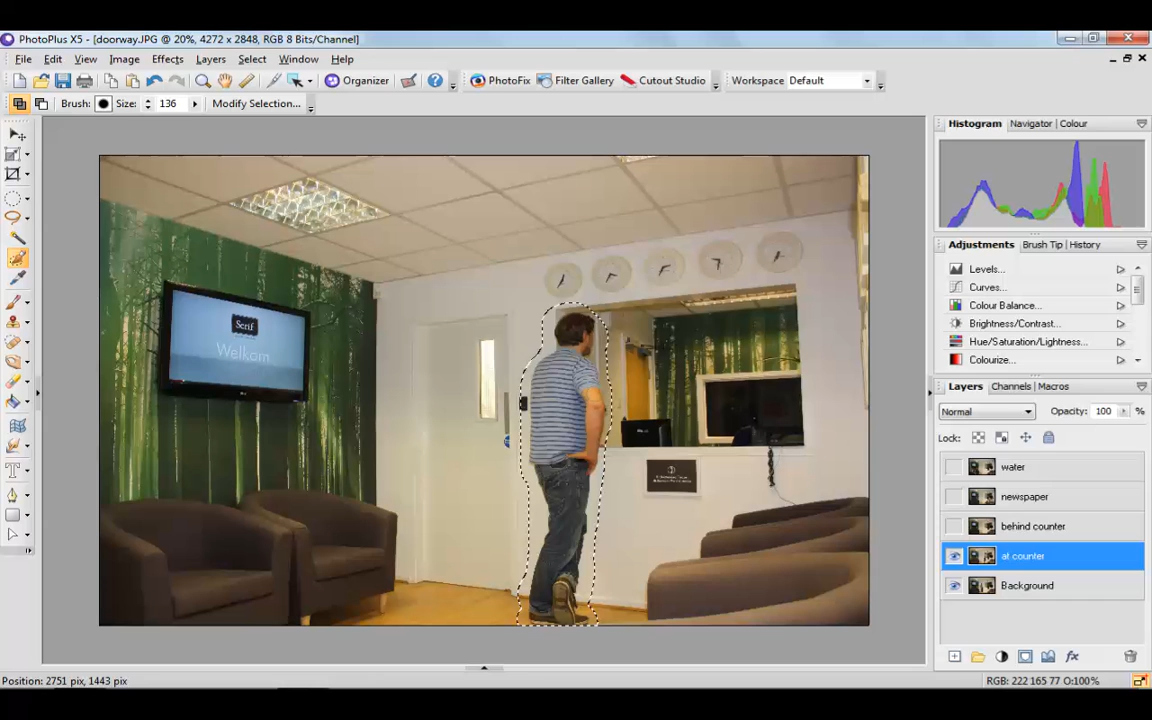 PhotoPlus X5 - [doorway.JPG @ 20%, 4272 x 2848, RGB 8 Bits/Channel]
File Edit View Image Effects Layers Select Window Help
Organizer PhotoFix Filter Gallery Cutout Studio Workspace Default
Brush: Size: 136 Modify Selection...
Histogram Navigator | Colour
Adjustments Brush Tip | History
Levels...
Curves...
Colour Balance...
Brightness/Contrast...
Hue/Saturation/Lightness...
Colourize...
Layers Channels | Macros
Normal Opacity: 100 %
Lock:
water
newspaper
behind counter
at counter
Background
Serif
Welkom
Position: 2751 pix, 1443 pix
RGB: 222 165 77 O:100%